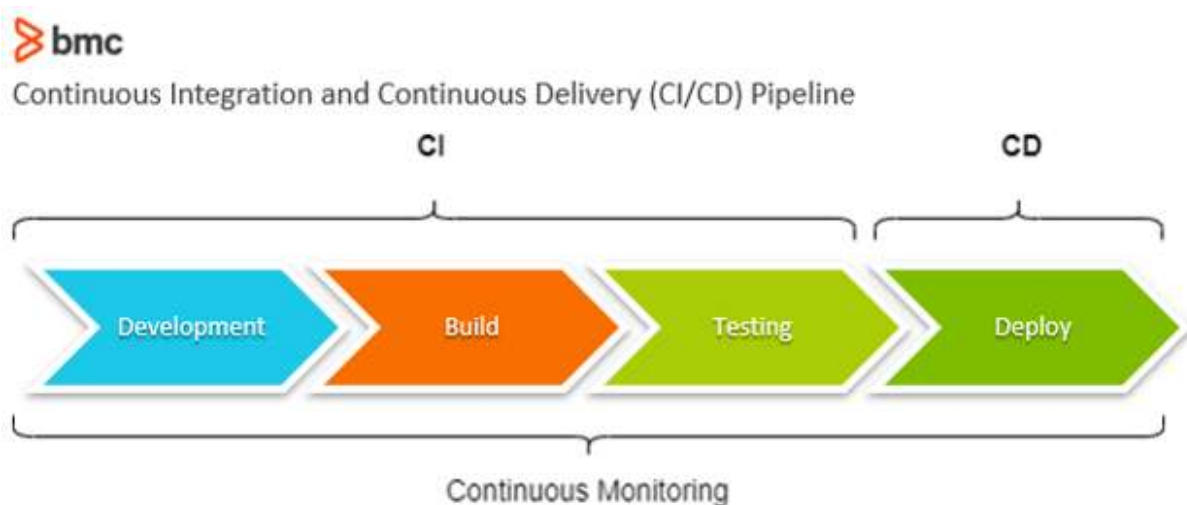 bmc
Continuous Integration and Continuous Delivery (CI/CD) Pipeline
CI CD
Development Build Testing Deploy
Continuous Monitoring